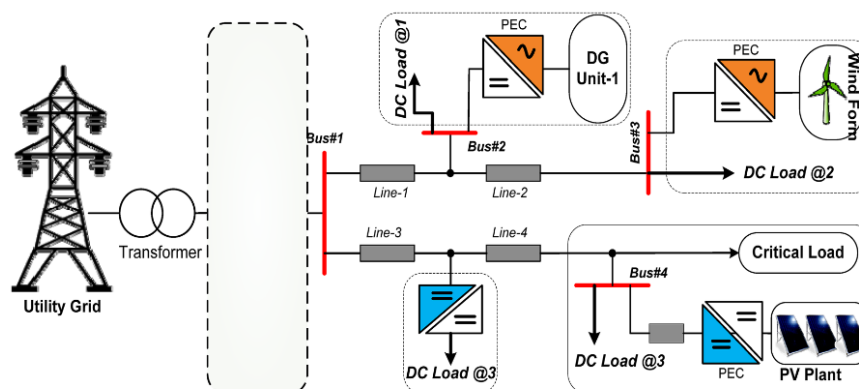 PEC
DC Load @1
DG
Unit-1
Bus#2
PEC
Wind Form
Bus#3
DC Load @2
Bus#1
Line-1
Line-2
Transformer
Utility Grid
Line-3
Line-4
Critical Load
Bus#4
DC Load @3
DC Load @3
PEC
PV Plant